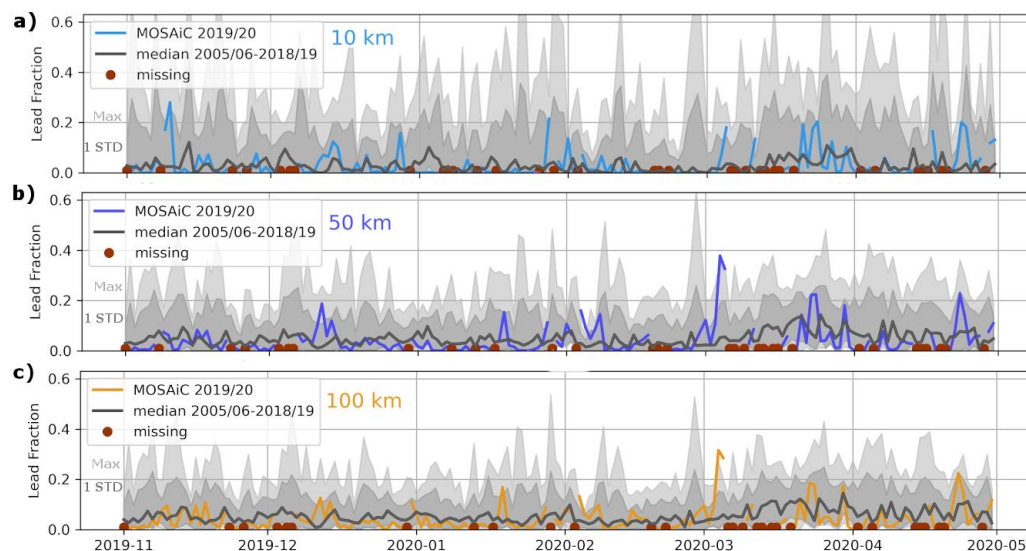 a)
0.6
0.4
0.2
0.0
Lead Fraction
MOSAiC 2019/20
median 2005/06-2018/19
missing
10 km
Max
1 STD
b)
0.6
0.4
0.2
0.0
Lead Fraction
MOSAiC 2019/20
median 2005/06-2018/19
missing
50 km
Max
1 STD
c)
0.6
0.4
0.2
0.0
Lead Fraction
MOSAiC 2019/20
median 2005/06-2018/19
missing
100 km
Max
1 STD
2019-11 2019-12 2020-01 2020-02 2020-03 2020-04 2020-05